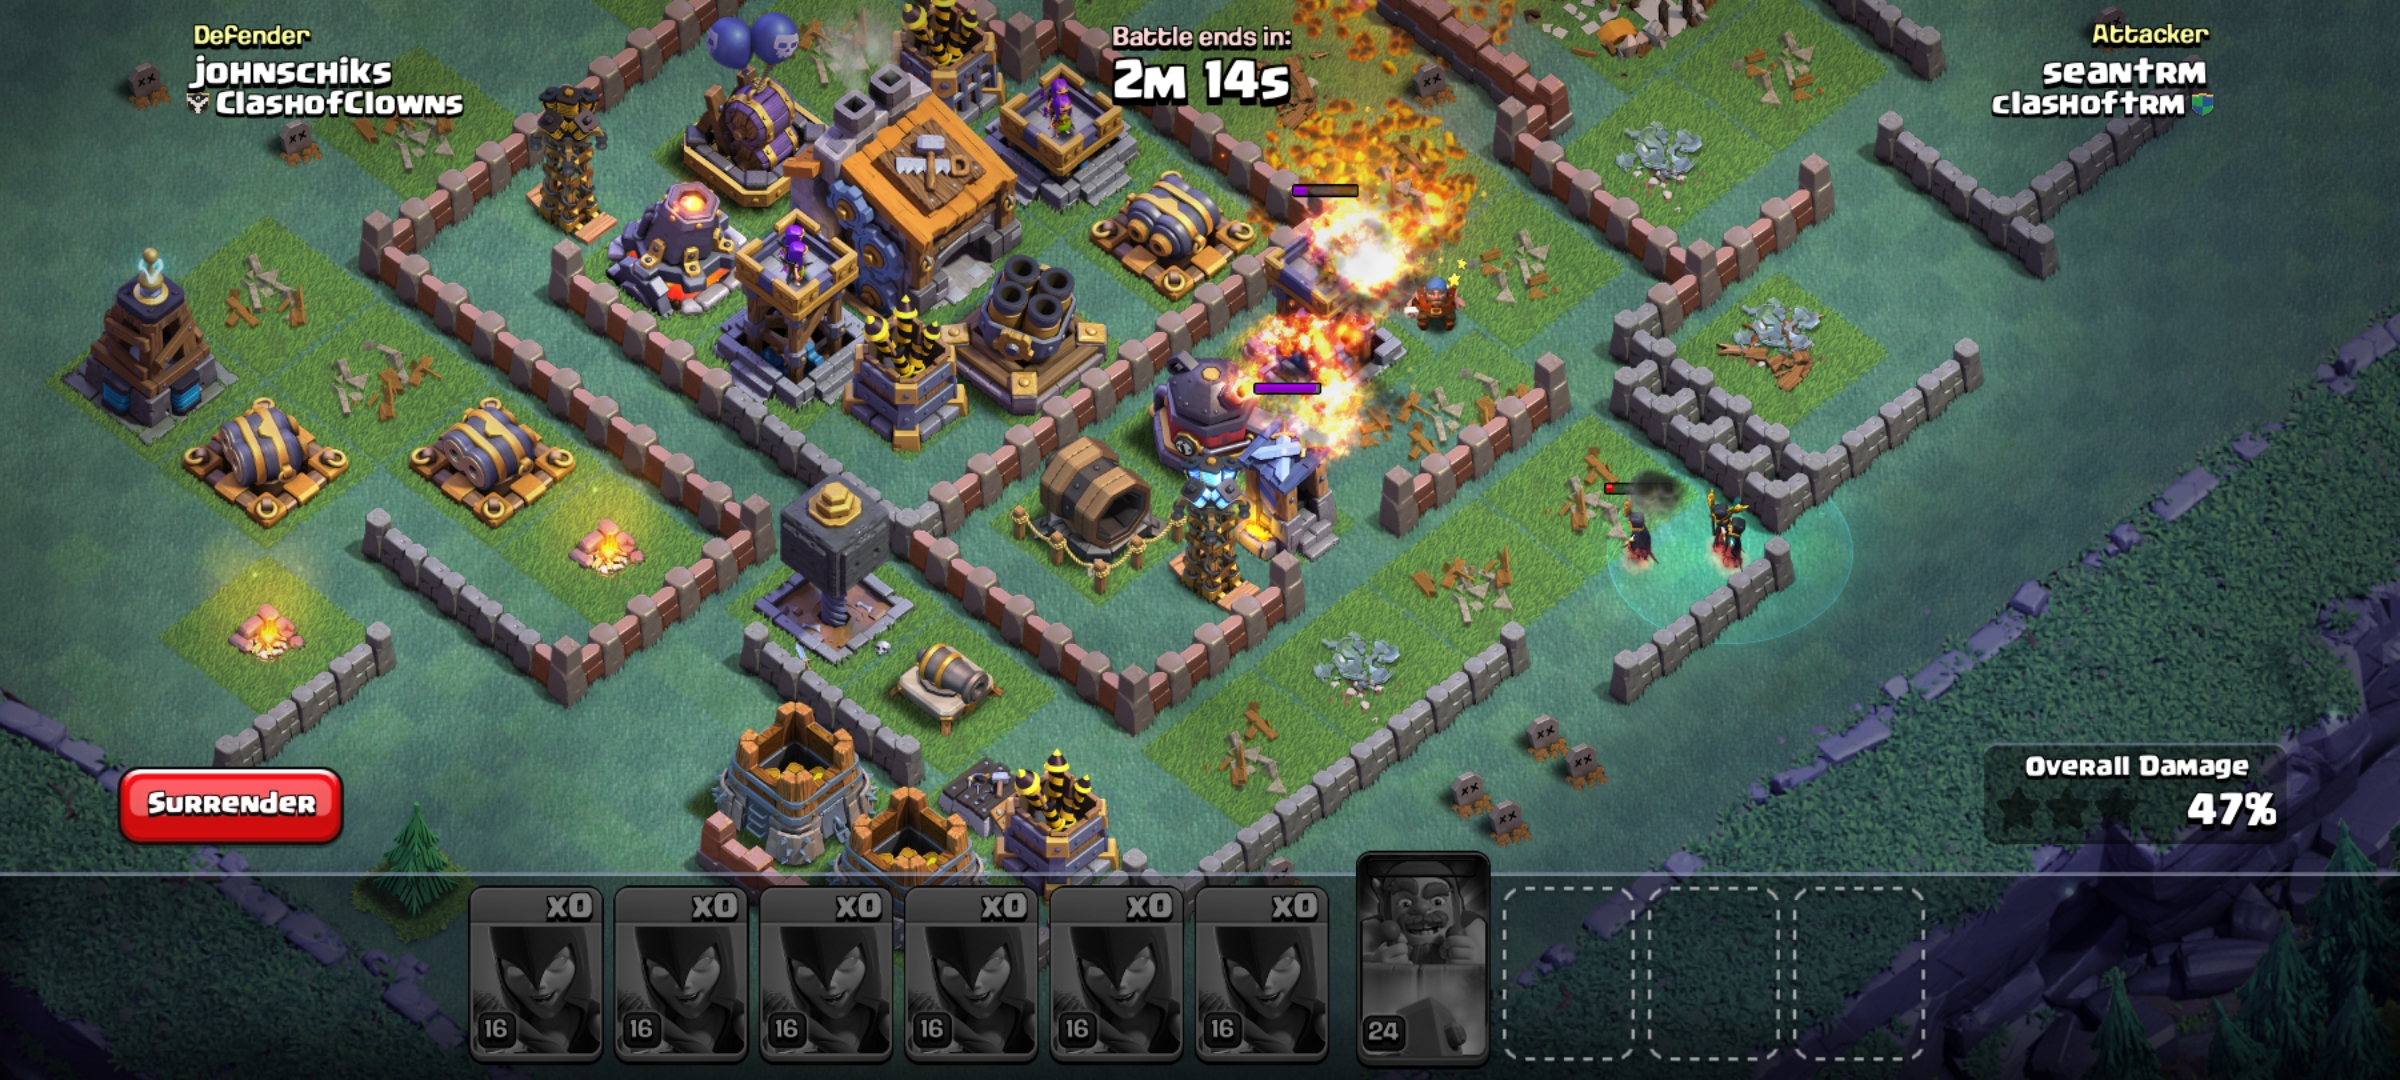 Defender
johnschiks
ClashofClowns
Battle ends in:
2m 14s
Attacker
seantrm
clashoftrm
Surrender
Overall Damage
47%
x0
x0
x0
x0
x0
x0
16
16
16
16
16
16
24